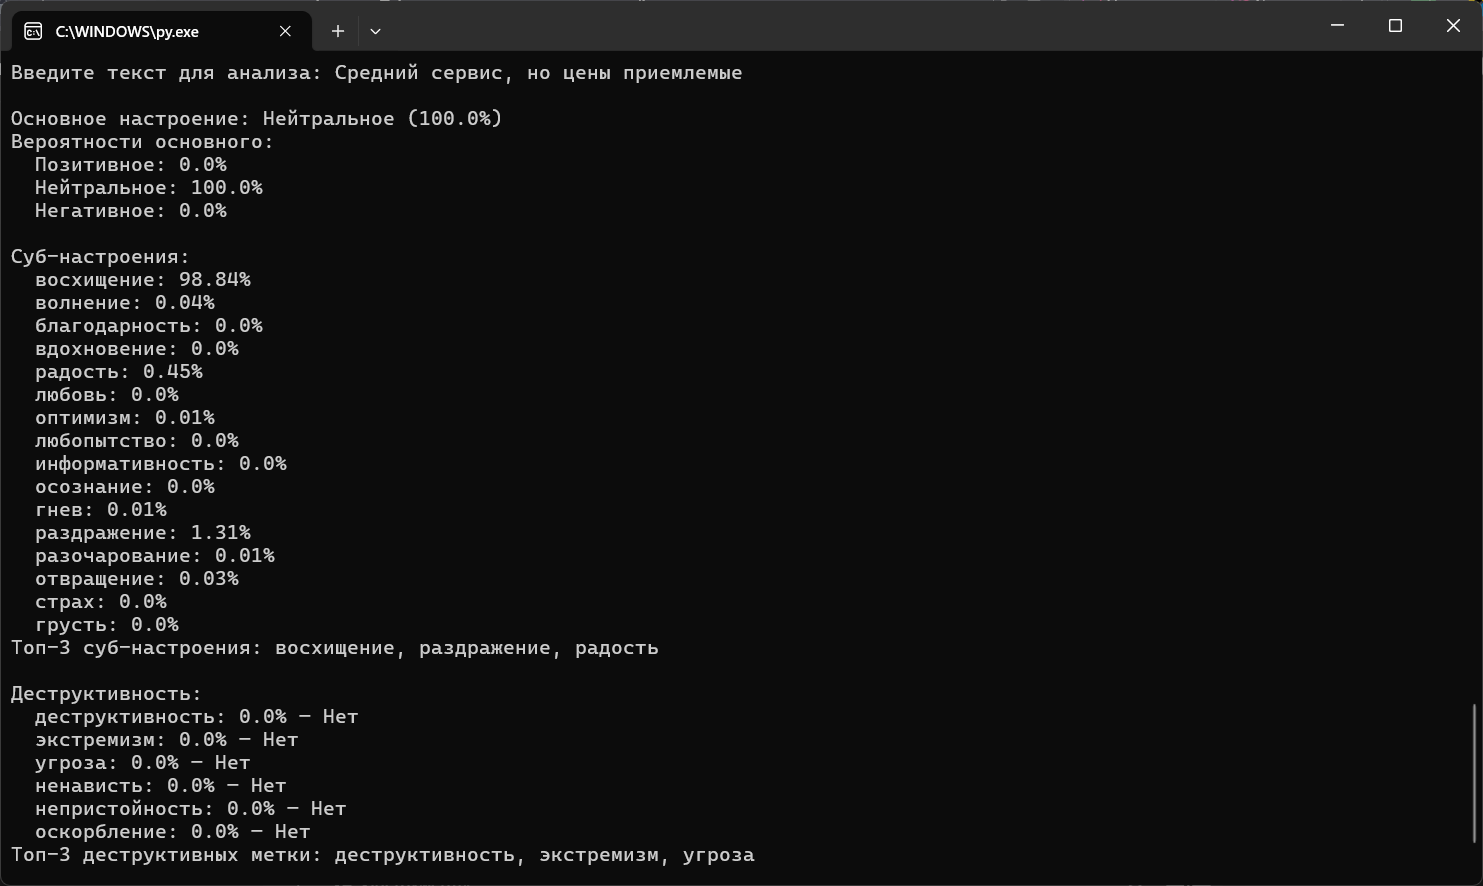 C:\WINDOWS\py.exe
Введите текст для анализа: Средний сервис, но цены приемлемые
Основное настроение: Нейтральное (100.0%)
Вероятности основного:
Позитивное: 0.0%
Нейтральное: 100.0%
Негативное: 0.0%
Суб-настроения:
восхищение: 98.84%
волнение: 0.04%
благодарность: 0.0%
вдохновение: 0.0%
радость: 0.45%
любовь: 0.0%
оптимизм: 0.01%
любопытство: 0.0%
информативность: 0.0%
осознание: 0.0%
гнев: 0.01%
раздражение: 1.31%
разочарование: 0.01%
отвращение: 0.03%
страх: 0.0%
грусть: 0.0%
Топ-3 суб-настроения: восхищение, раздражение, радость
Деструктивность:
деструктивность: 0.0% — Нет
экстремизм: 0.0% — Нет
угроза: 0.0% — Нет
ненависть: 0.0% — Нет
непристойность: 0.0% — Нет
оскорбление: 0.0% — Нет
Топ-3 деструктивных метки: деструктивность, экстремизм, угроза